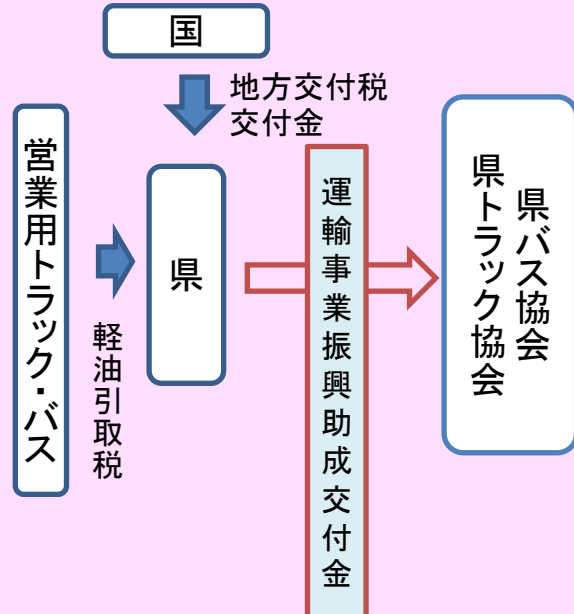 国
地方交付税
交付金
営業用トラック・バス
軽油引取税
県
運輸事業振興助成交付金
県バス協会
県トラック協会